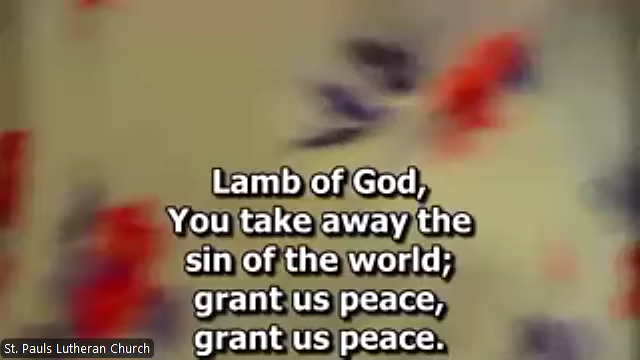 Lamb of God,
You take away the
sin of the world;
grant us peace,
grant us peace.
St. Pauls Lutheran Church